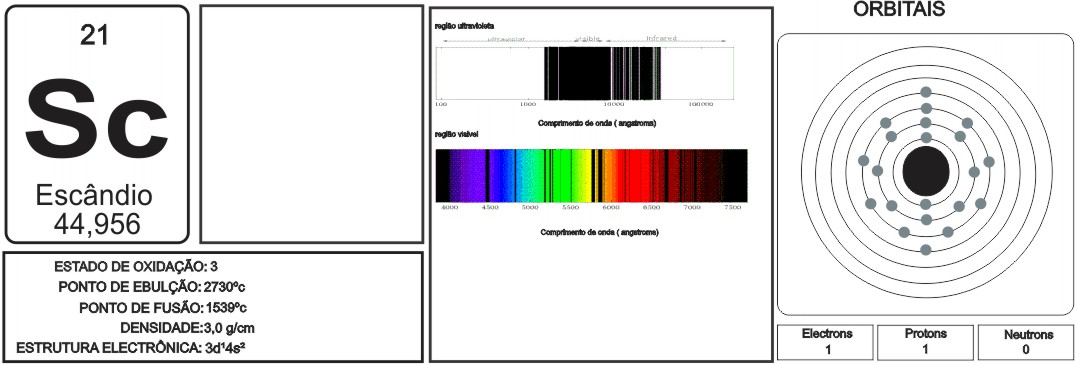 21
Sc
Escândio
44,956
ESTADO DE OXIDAÇÃO: 3
PONTO DE EBULÇÃO: 2730ºc
PONTO DE FUSÃO: 1539ºc
DENSIDADE:3,0 g/cm
ESTRUTURA ELECTRÔNICA: 3d¹4s²
região ultravioleta
ultraviolet visible infrared
100 1000 10000 100000
Comprimento de onda ( angstroms)
região visível
4000 4500 5000 5500 6000 6500 7000 7500
Comprimento de onda ( angstroms)
ORBITAIS
Electrons
1
Protons
1
Neutrons
0